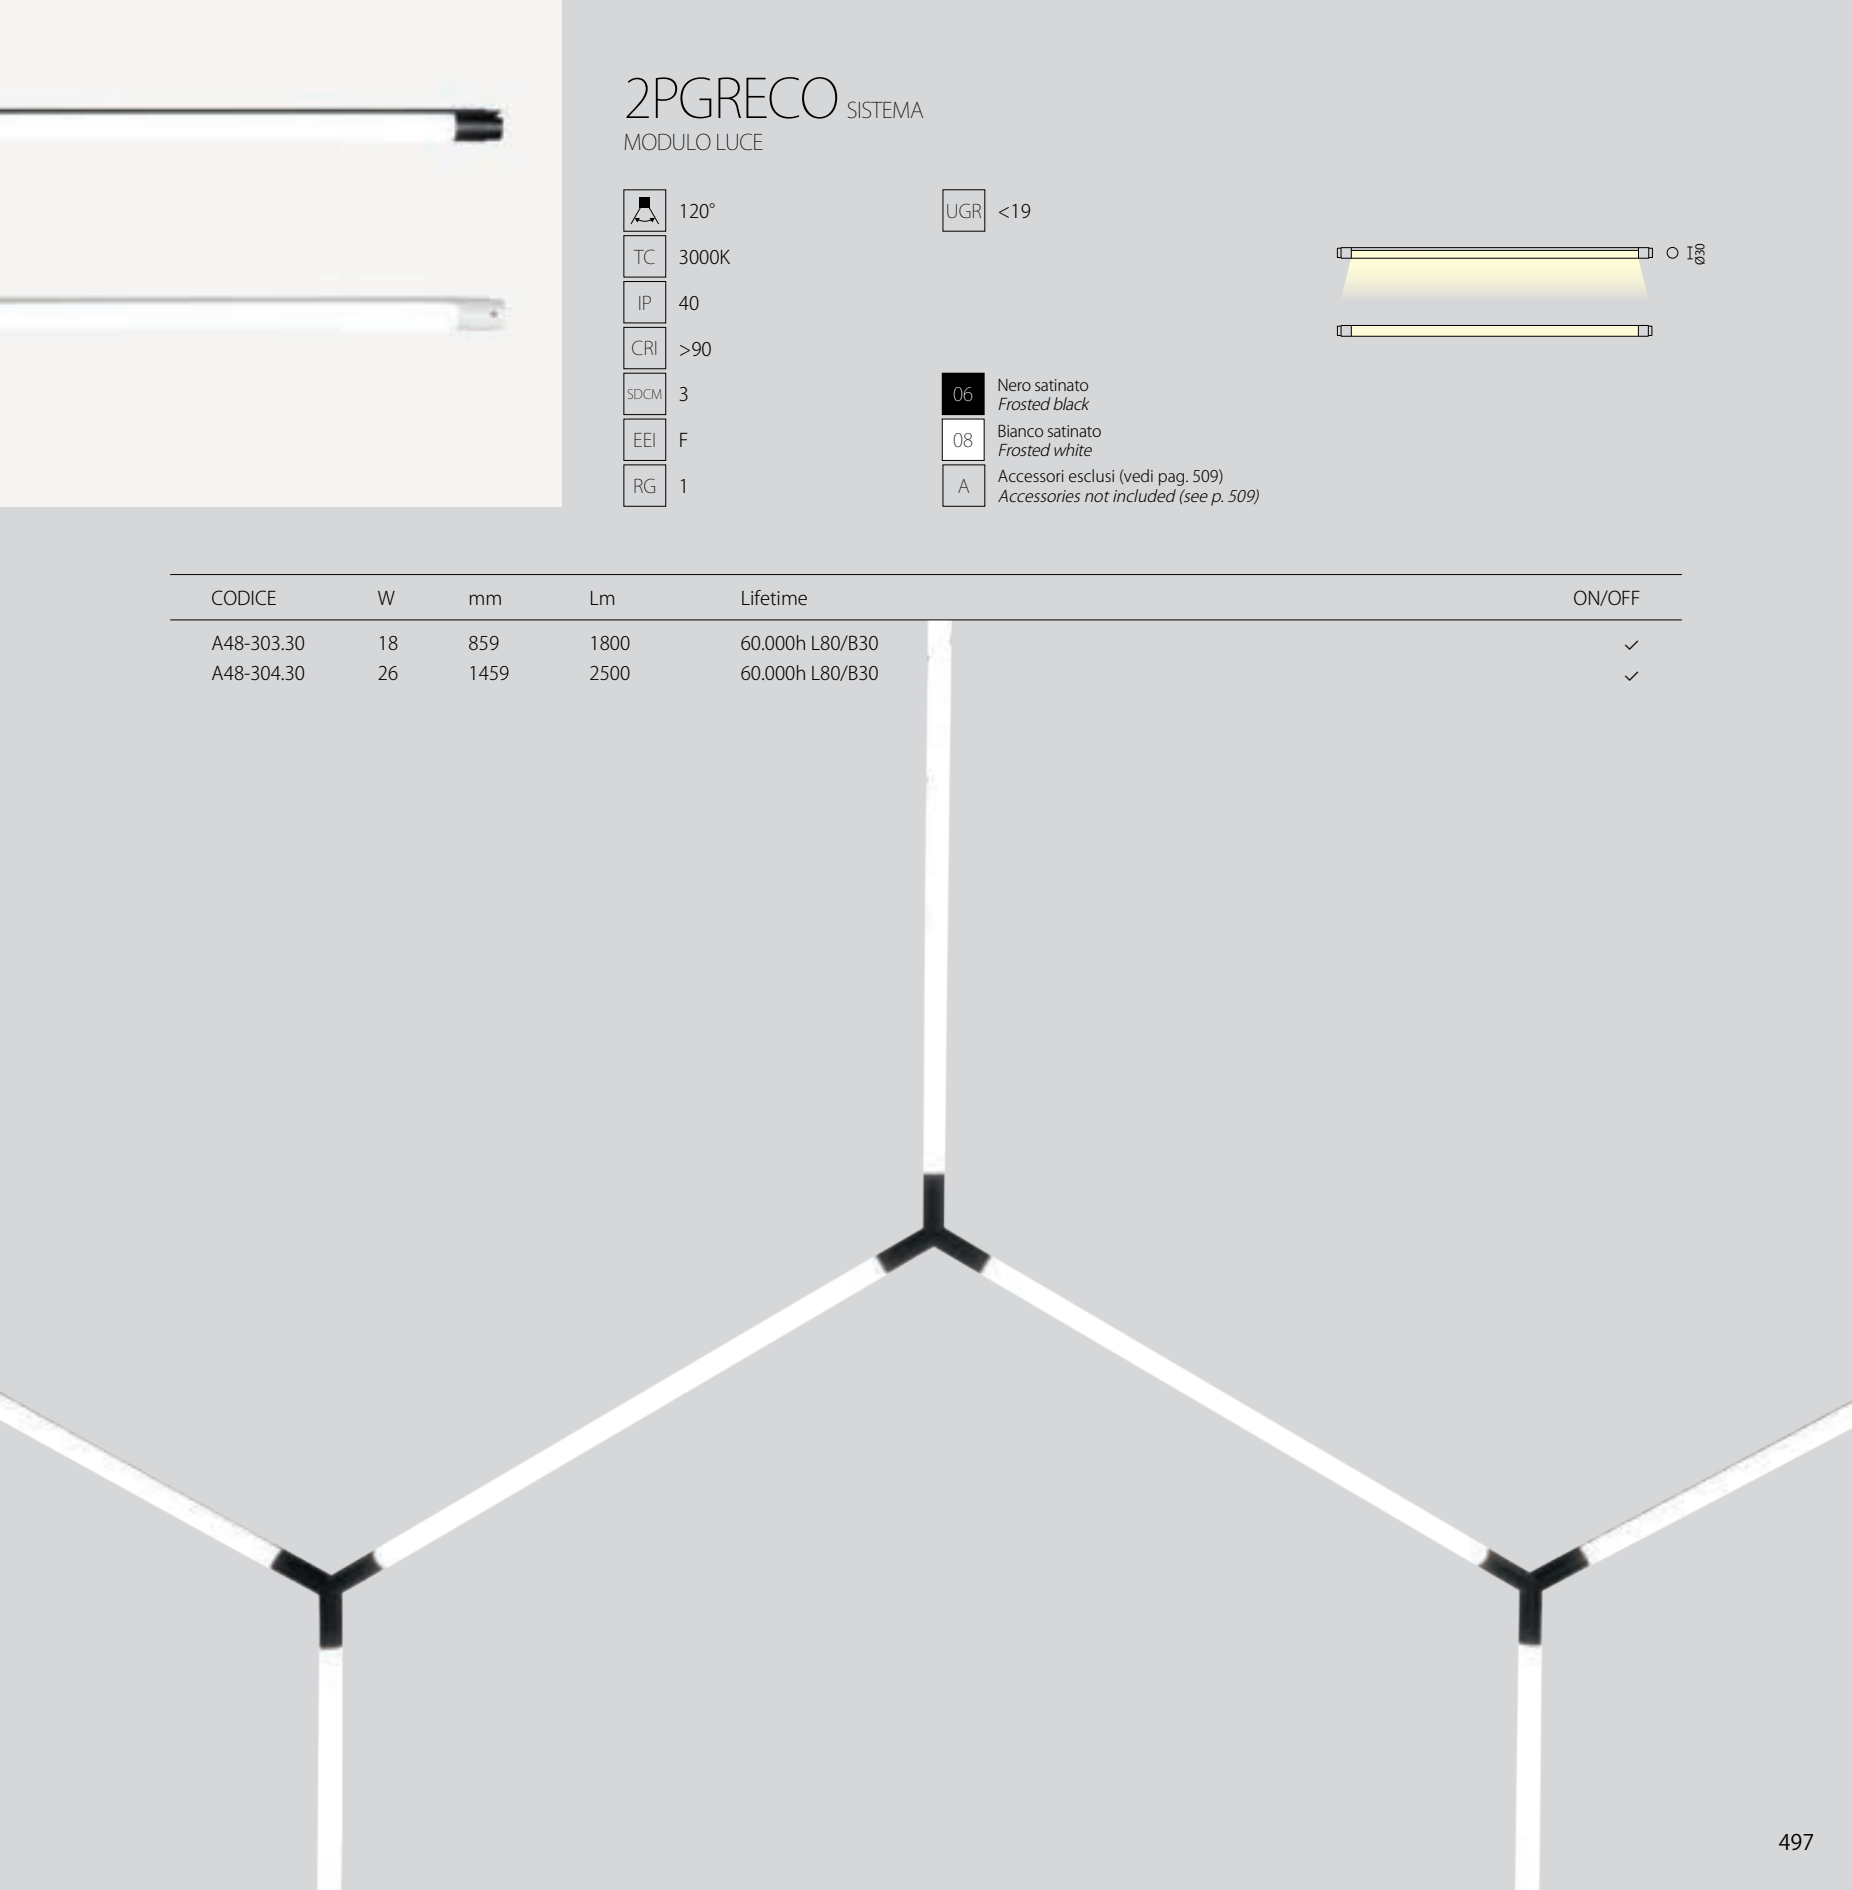 2PGRECO SISTEMA
MODULO LUCE
120°
UGR <19
TC 3000K
IP 40
CRI >90
SDCM 3
EEI F
RG 1
Ø30
06 Nero satinato
Frosted black
08 Bianco satinato
Frosted white
A Accessori esclusi (vedi pag. 509)
Accessories not included (see p. 509)
CODICE W mm Lm Lifetime ON/OFF
A48-303.30 18 859 1800 60.000h L80/B30 ✓
A48-304.30 26 1459 2500 60.000h L80/B30 ✓
497